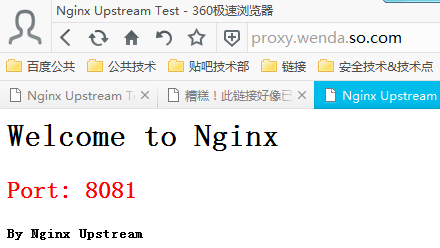 Nginx Upstream Test - 360极速浏览器
proxy.wenda.so.com
百度公共 公共技术 贴吧技术部 链接 安全技术&技术点
Nginx Upstream Te 糟糕！此链接好像已 Nginx Upstream
Welcome to Nginx
Port: 8081
By Nginx Upstream